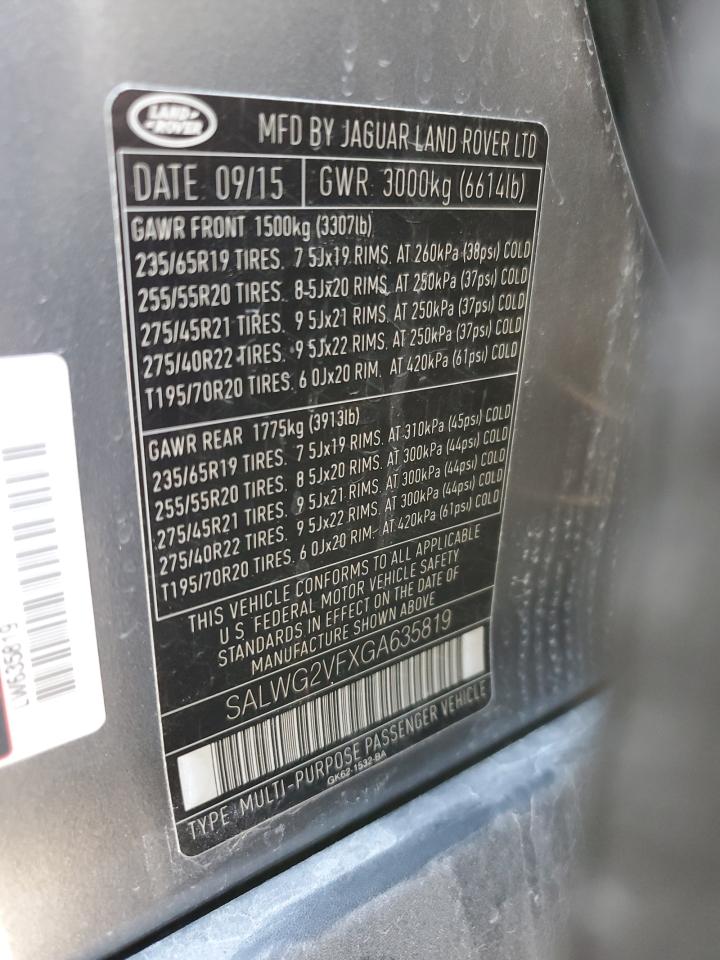 LAND ROVER
MFD BY JAGUAR LAND ROVER LTD
DATE 09/15 GWR 3000kg (6614lb)
GAWR FRONT 1500kg (3307lb)
235/65R19 TIRES. 7 5Jx19 RIMS. AT 260kPa (38psi) COLD
255/55R20 TIRES. 8-5Jx20 RIMS. AT 250kPa (37psi) COLD
275/45R21 TIRES. 9 5Jx21 RIMS. AT 250kPa (37psi) COLD
275/40R22 TIRES. 9 5Jx22 RIMS. AT 250kPa (37psi) COLD
T195/70R20 TIRES. 6 0Jx20 RIM. AT 420kPa (61psi) COLD
GAWR REAR 1775kg (3913lb)
235/65R19 TIRES. 7 5Jx19 RIMS. AT 310kPa (45psi) COLD
255/55R20 TIRES. 8 5Jx20 RIMS. AT 300kPa (44psi) COLD
275/45R21 TIRES. 9 5Jx21 RIMS. AT 300kPa (44psi) COLD
275/40R22 TIRES. 9 5Jx22 RIMS. AT 300kPa (44psi) COLD
T195/70R20 TIRES. 6 0Jx20 RIM. AT 420kPa (61psi) COLD
THIS VEHICLE CONFORMS TO ALL APPLICABLE
U S FEDERAL MOTOR VEHICLE SAFETY
STANDARDS IN EFFECT ON THE DATE OF
MANUFACTURE SHOWN ABOVE
SALWG2VFXGA635819
TYPE MULTI-PURPOSE PASSENGER VEHICLE
GK62-1532-BA
LW635819